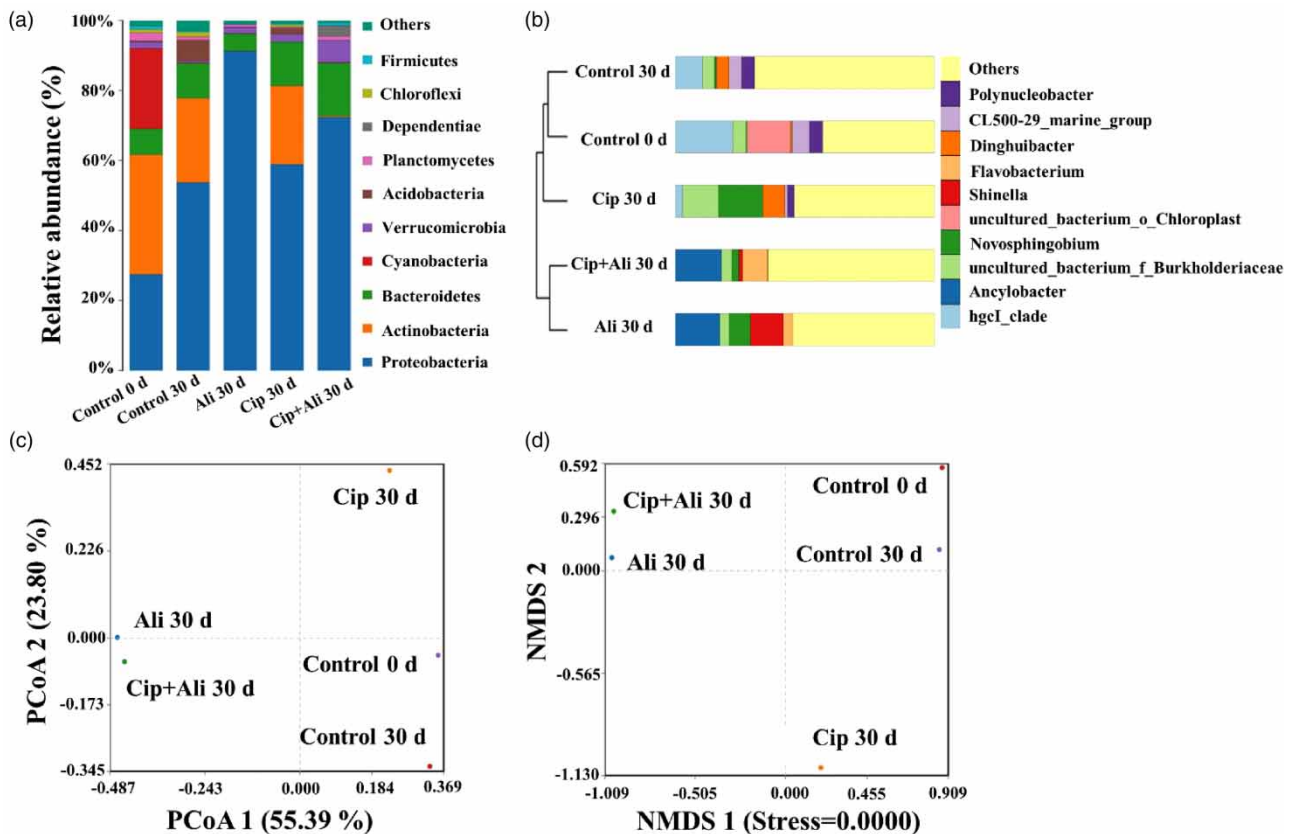 (a)
Relative abundance (%)
100%
80%
60%
40%
20%
0%
Control 0 d
Control 30 d
Ali 30 d
Cip 30 d
Cip+Ali 30 d
Others
Firmicutes
Chloroflexi
Dependentiae
Planctomycetes
Acidobacteria
Verrucomicrobia
Cyanobacteria
Bacteroidetes
Actinobacteria
Proteobacteria
(b)
Control 30 d
Control 0 d
Cip 30 d
Cip+Ali 30 d
Ali 30 d
Others
Polynucleobacter
CL500-29_marine_group
Dinghuibacter
Flavobacterium
Shinella
uncultured_bacterium_o_Chloroplast
Novosphingobium
uncultured_bacterium_f_Burkholderiaceae
Ancylobacter
hgcI_clade
(c)
PCoA 2 (23.80 %)
0.452
0.226
0.000
-0.173
-0.345
Cip 30 d
Ali 30 d
Cip+Ali 30 d
Control 0 d
Control 30 d
-0.487
-0.243
0.000
0.184
0.369
PCoA 1 (55.39 %)
(d)
NMDS 2
0.592
0.296
0.000
-0.565
-1.130
Control 0 d
Cip+Ali 30 d
Control 30 d
Ali 30 d
Cip 30 d
-1.009
-0.505
0.000
0.455
0.909
NMDS 1 (Stress=0.0000)